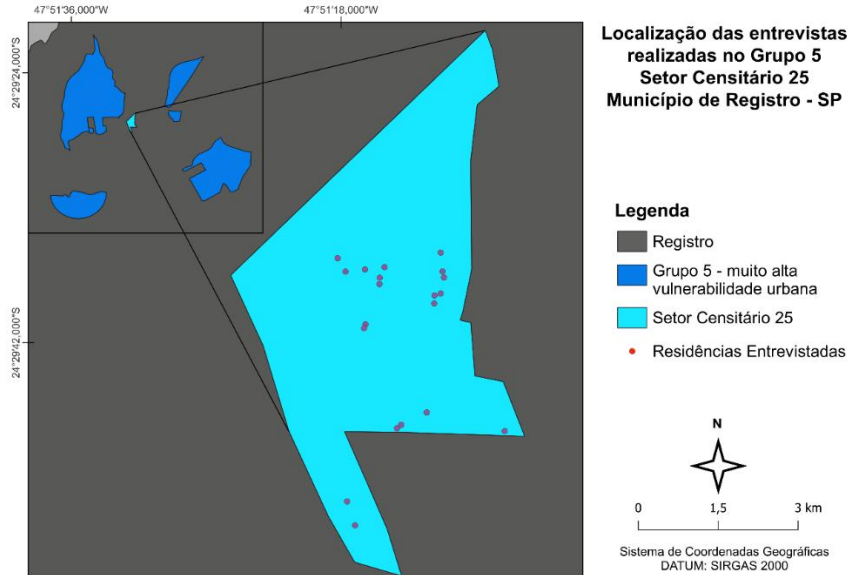 47°51'36,000"W
47°51'18,000"W
24°29'24,000"S
24°29'42,000"S
Localização das entrevistas
realizadas no Grupo 5
Setor Censitário 25
Município de Registro - SP
Legenda
Registro
Grupo 5 - muito alta
vulnerabilidade urbana
Setor Censitário 25
Residências Entrevistadas
N
0 1,5 3 km
Sistema de Coordenadas Geográficas
DATUM: SIRGAS 2000